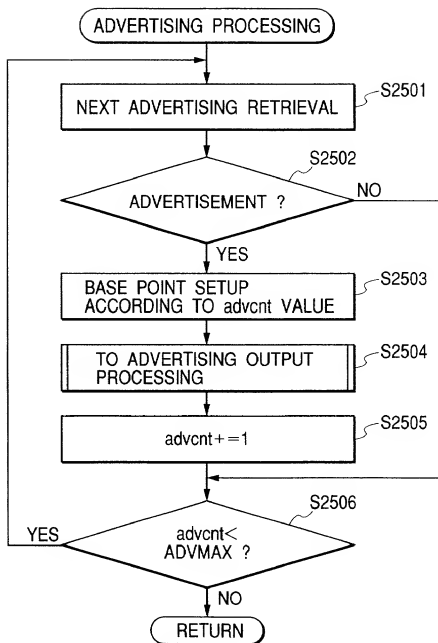 ADVERTISING PROCESSING
NEXT ADVERTISING RETRIEVAL
S2501
S2502
ADVERTISEMENT ?
NO
YES
BASE POINT SETUP
ACCORDING TO advcnt VALUE
S2503
TO ADVERTISING OUTPUT
PROCESSING
S2504
advcnt+=1
S2505
S2506
YES
advcnt<
ADVMAX ?
NO
RETURN